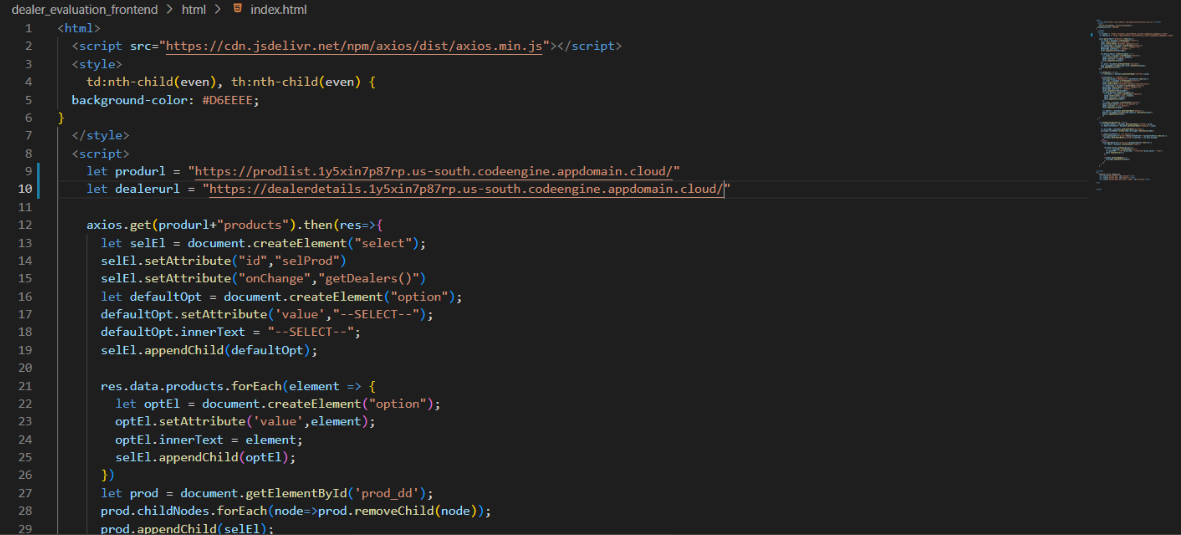 dealer_evaluation_frontend > html > index.html
1 <html>
2 <script src="https://cdn.jsdelivr.net/npm/axios/dist/axios.min.js"></script>
3 <style>
4 td:nth-child(even), th:nth-child(even) {
5 background-color: #D6EEEE;
6 }
7 </style>
8 <script>
9 let produrl = "https://prodlist.1y5xin7p87rp.us-south.codeengine.appdomain.cloud/"
10 let dealerurl = "https://dealerdetails.1y5xin7p87rp.us-south.codeengine.appdomain.cloud/"
11
12 axios.get(produrl+"products").then(res=>{
13 let selEl = document.createElement("select");
14 selEl.setAttribute("id","selProd")
15 selEl.setAttribute("onChange","getDealers()")
16 let defaultOpt = document.createElement("option");
17 defaultOpt.setAttribute('value',"--SELECT--");
18 defaultOpt.innerText = "--SELECT--";
19 selEl.appendChild(defaultOpt);
20
21 res.data.products.forEach(element => {
22 let optEl = document.createElement("option");
23 optEl.setAttribute('value',element);
24 optEl.innerText = element;
25 selEl.appendChild(optEl);
26 })
27 let prod = document.getElementById('prod_dd');
28 prod.childNodes.forEach(node=>prod.removeChild(node));
29 prod.appendChild(selEl);